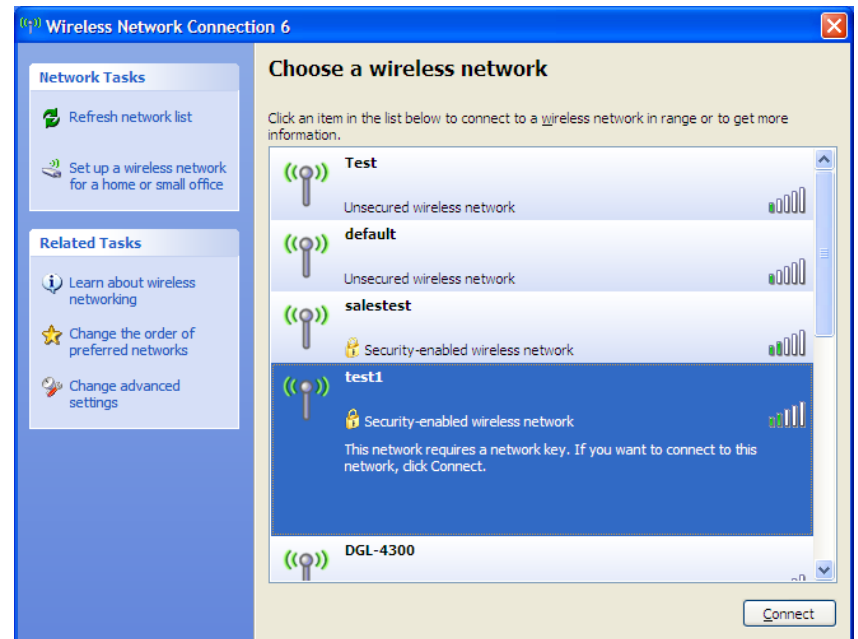 Wireless Network Connection 6
Network Tasks
Refresh network list
Set up a wireless network
for a home or small office
Related Tasks
Learn about wireless
networking
Change the order of
preferred networks
Change advanced
settings
Choose a wireless network
Click an item in the list below to connect to a wireless network in range or to get more
information.
Test
Unsecured wireless network
default
Unsecured wireless network
salestest
Security-enabled wireless network
test1
Security-enabled wireless network
This network requires a network key. If you want to connect to this
network, click Connect.
DGL-4300
Connect